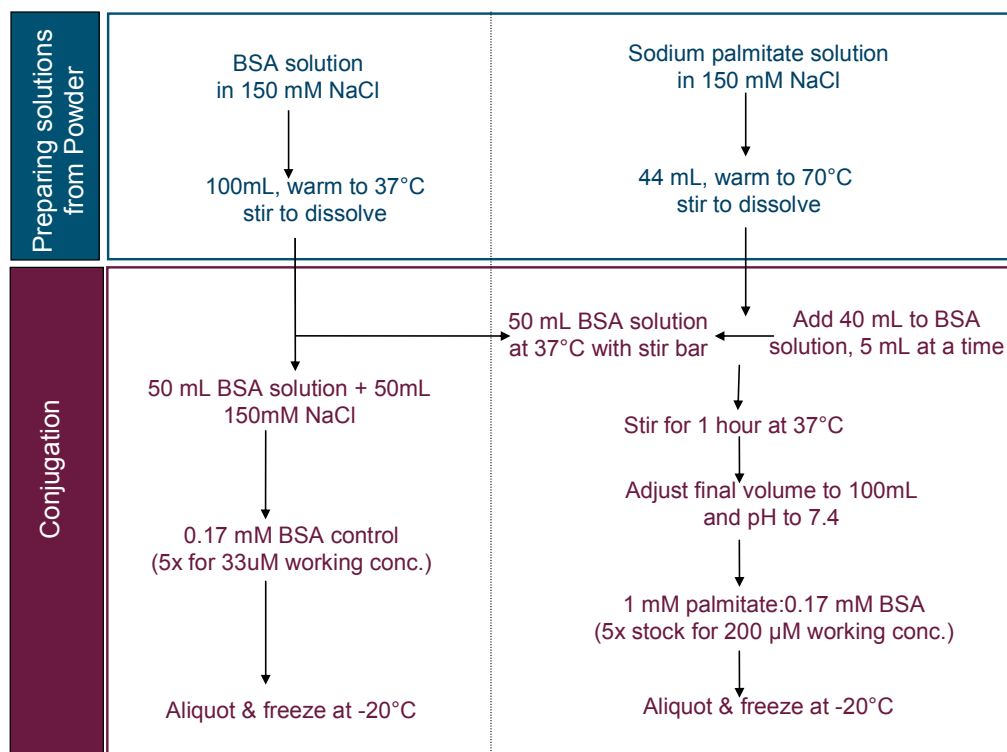 Preparing solutions
from Powder
BSA solution
in 150 mM NaCl
100mL, warm to 37°C
stir to dissolve
Sodium palmitate solution
in 150 mM NaCl
44 mL, warm to 70°C
stir to dissolve
Conjugation
50 mL BSA solution + 50mL
150mM NaCl
0.17 mM BSA control
(5x for 33uM working conc.)
Aliquot & freeze at -20°C
50 mL BSA solution
at 37°C with stir bar
Add 40 mL to BSA
solution, 5 mL at a time
Stir for 1 hour at 37°C
Adjust final volume to 100mL
and pH to 7.4
1 mM palmitate:0.17 mM BSA
(5x stock for 200 µM working conc.)
Aliquot & freeze at -20°C